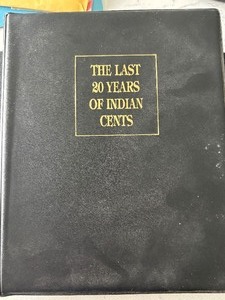 THE LAST
20 YEARS
OF INDIAN
CENTS